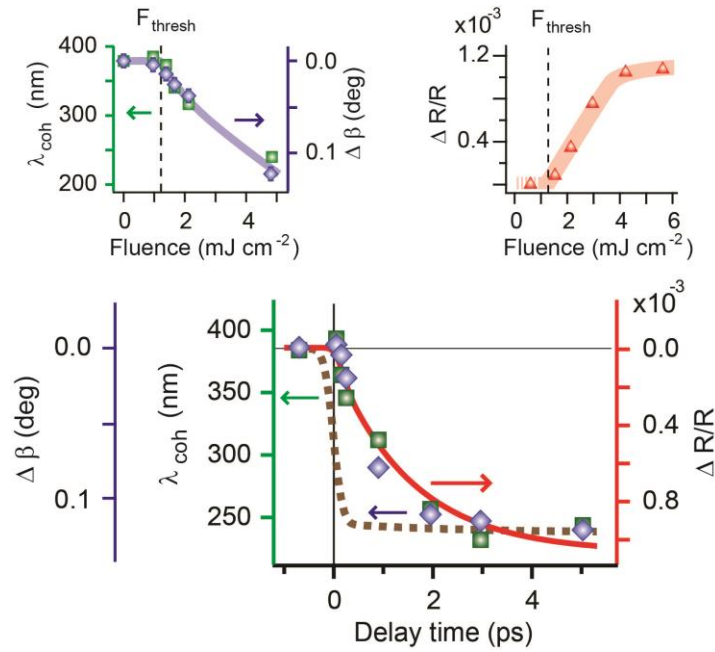 F_thresh
400
300
200
λ_coh (nm)
0.0
0.1
Δ β (deg)
0
2
4
Fluence (mJ cm⁻²)
x10⁻³
F_thresh
1.2
0.4
Δ R/R
0 2 4 6
Fluence (mJ cm⁻²)
0.0
0.1
Δ β (deg)
400
350
300
250
λ_coh (nm)
x10⁻³
0.0
0.4
0.8
Δ R/R
0 2 4
Delay time (ps)